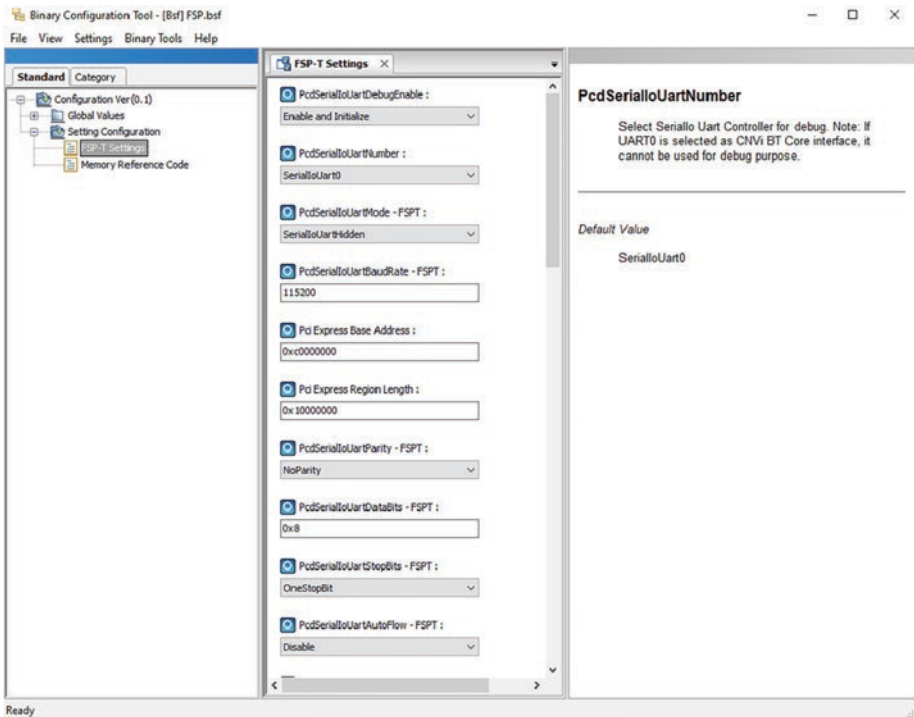 Binary Configuration Tool - [Bsf] FSP.bsf
File View Settings Binary Tools Help
Standard Category
Configuration Ver(0.1)
Global Values
Setting Configuration
FSP-T Settings
Memory Reference Code
FSP-T Settings
PcdSerialIoUartDebugEnable :
Enable and Initialize
PcdSerialIoUartNumber :
SerialIoUart0
PcdSerialIoUartMode - FSPT :
SerialIoUartHidden
PcdSerialIoUartBaudRate - FSPT :
115200
Pci Express Base Address :
0xc0000000
Pci Express Region Length :
0x10000000
PcdSerialIoUartParity - FSPT :
NoParity
PcdSerialIoUartDataBits - FSPT :
0x8
PcdSerialIoUartStopBits - FSPT :
OneStopBit
PcdSerialIoUartAutoFlow - FSPT :
Disable
PcdSerialIoUartNumber
Select SerialIo Uart Controller for debug. Note: If
UART0 is selected as CNVi BT Core interface, it
cannot be used for debug purpose.
Default Value
SerialIoUart0
Ready